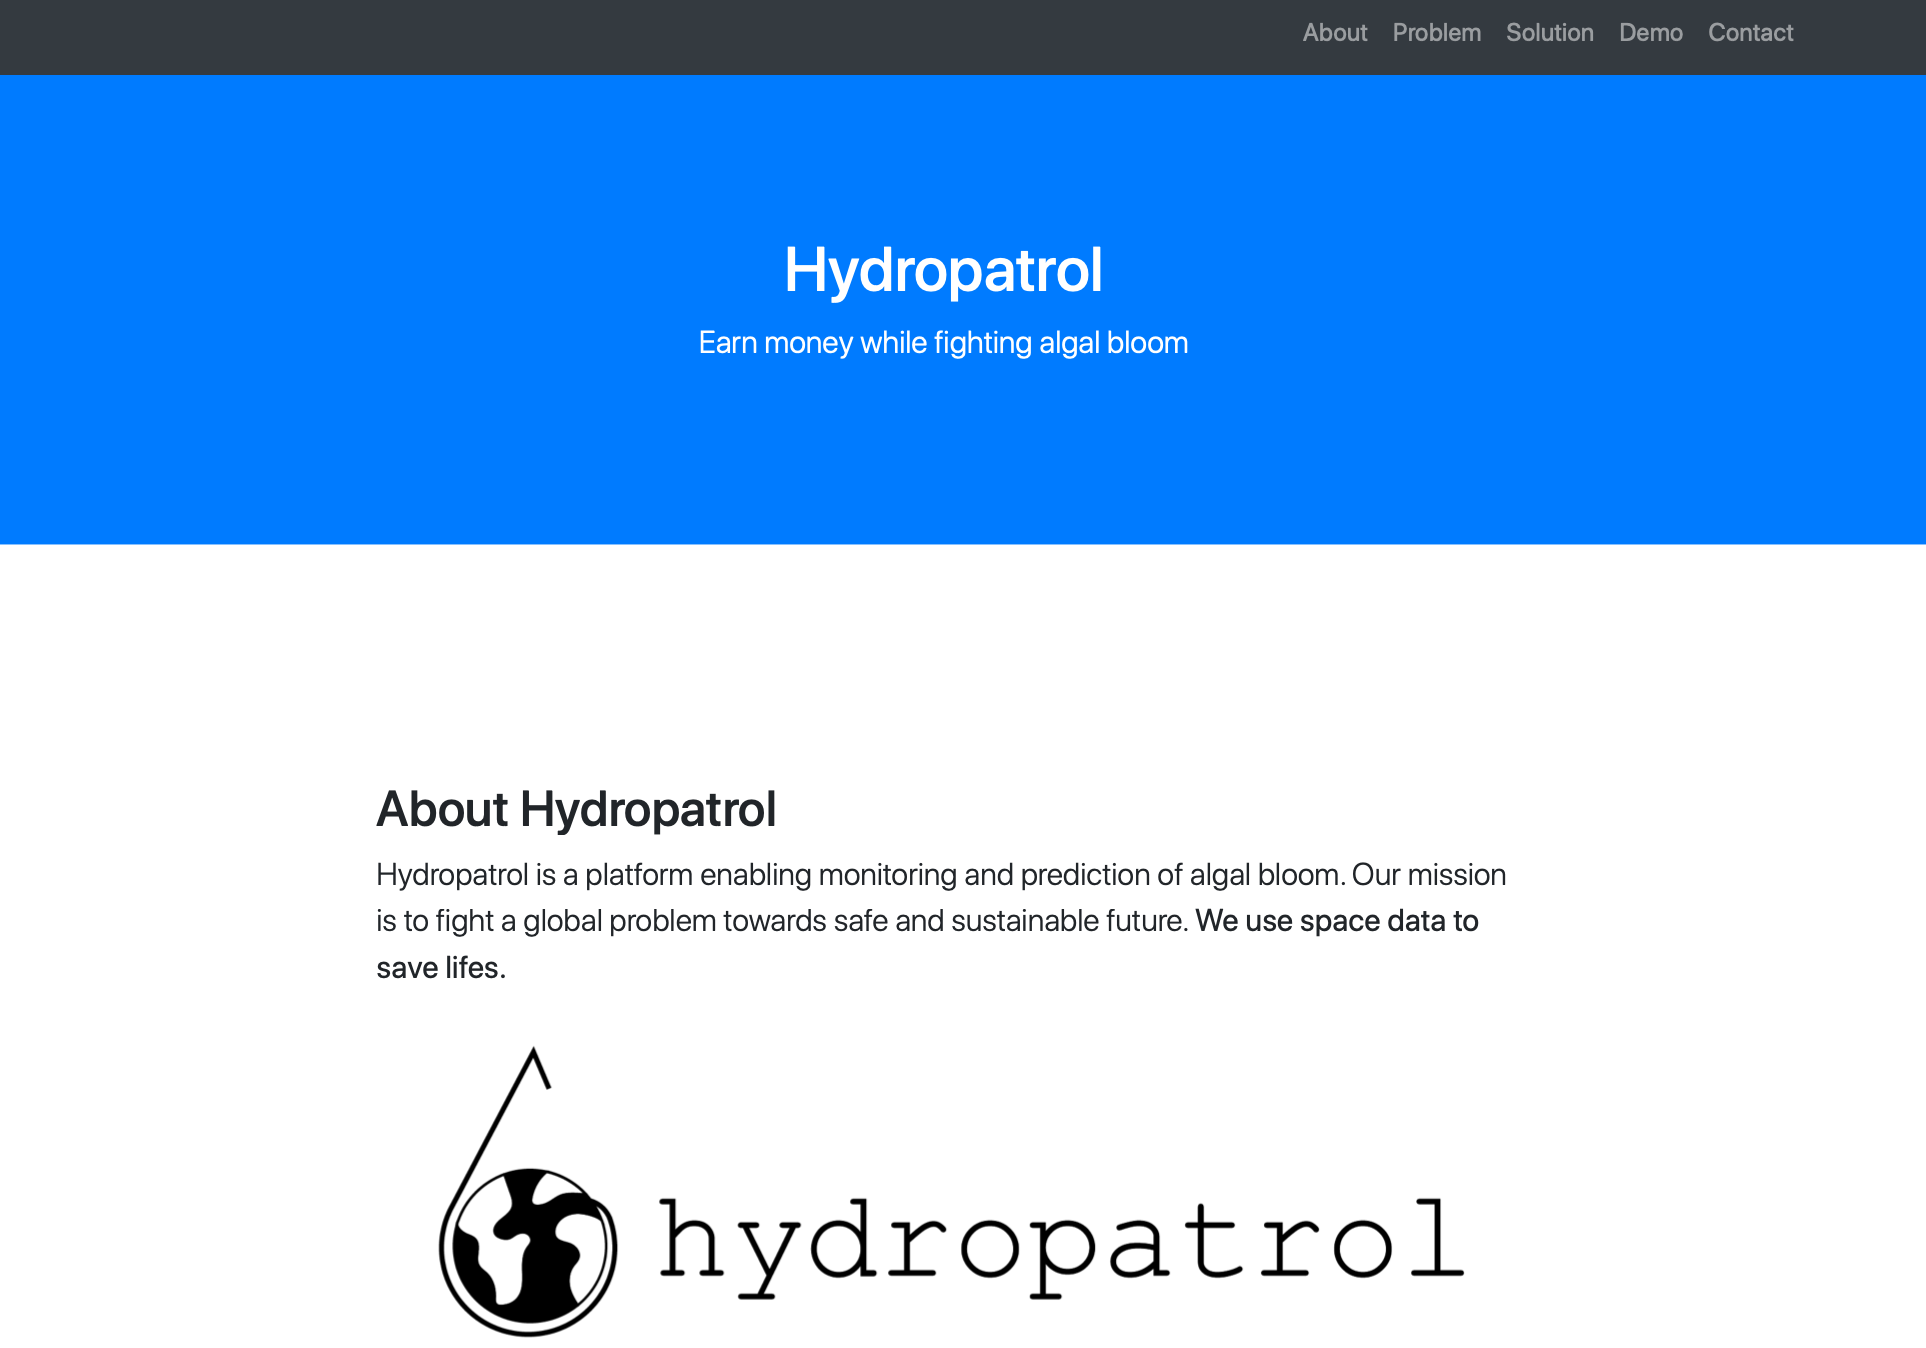 About Problem Solution Demo Contact
Hydropatrol
Earn money while fighting algal bloom
About Hydropatrol
Hydropatrol is a platform enabling monitoring and prediction of algal bloom. Our mission
is to fight a global problem towards safe and sustainable future. We use space data to
save lifes.
hydropatrol